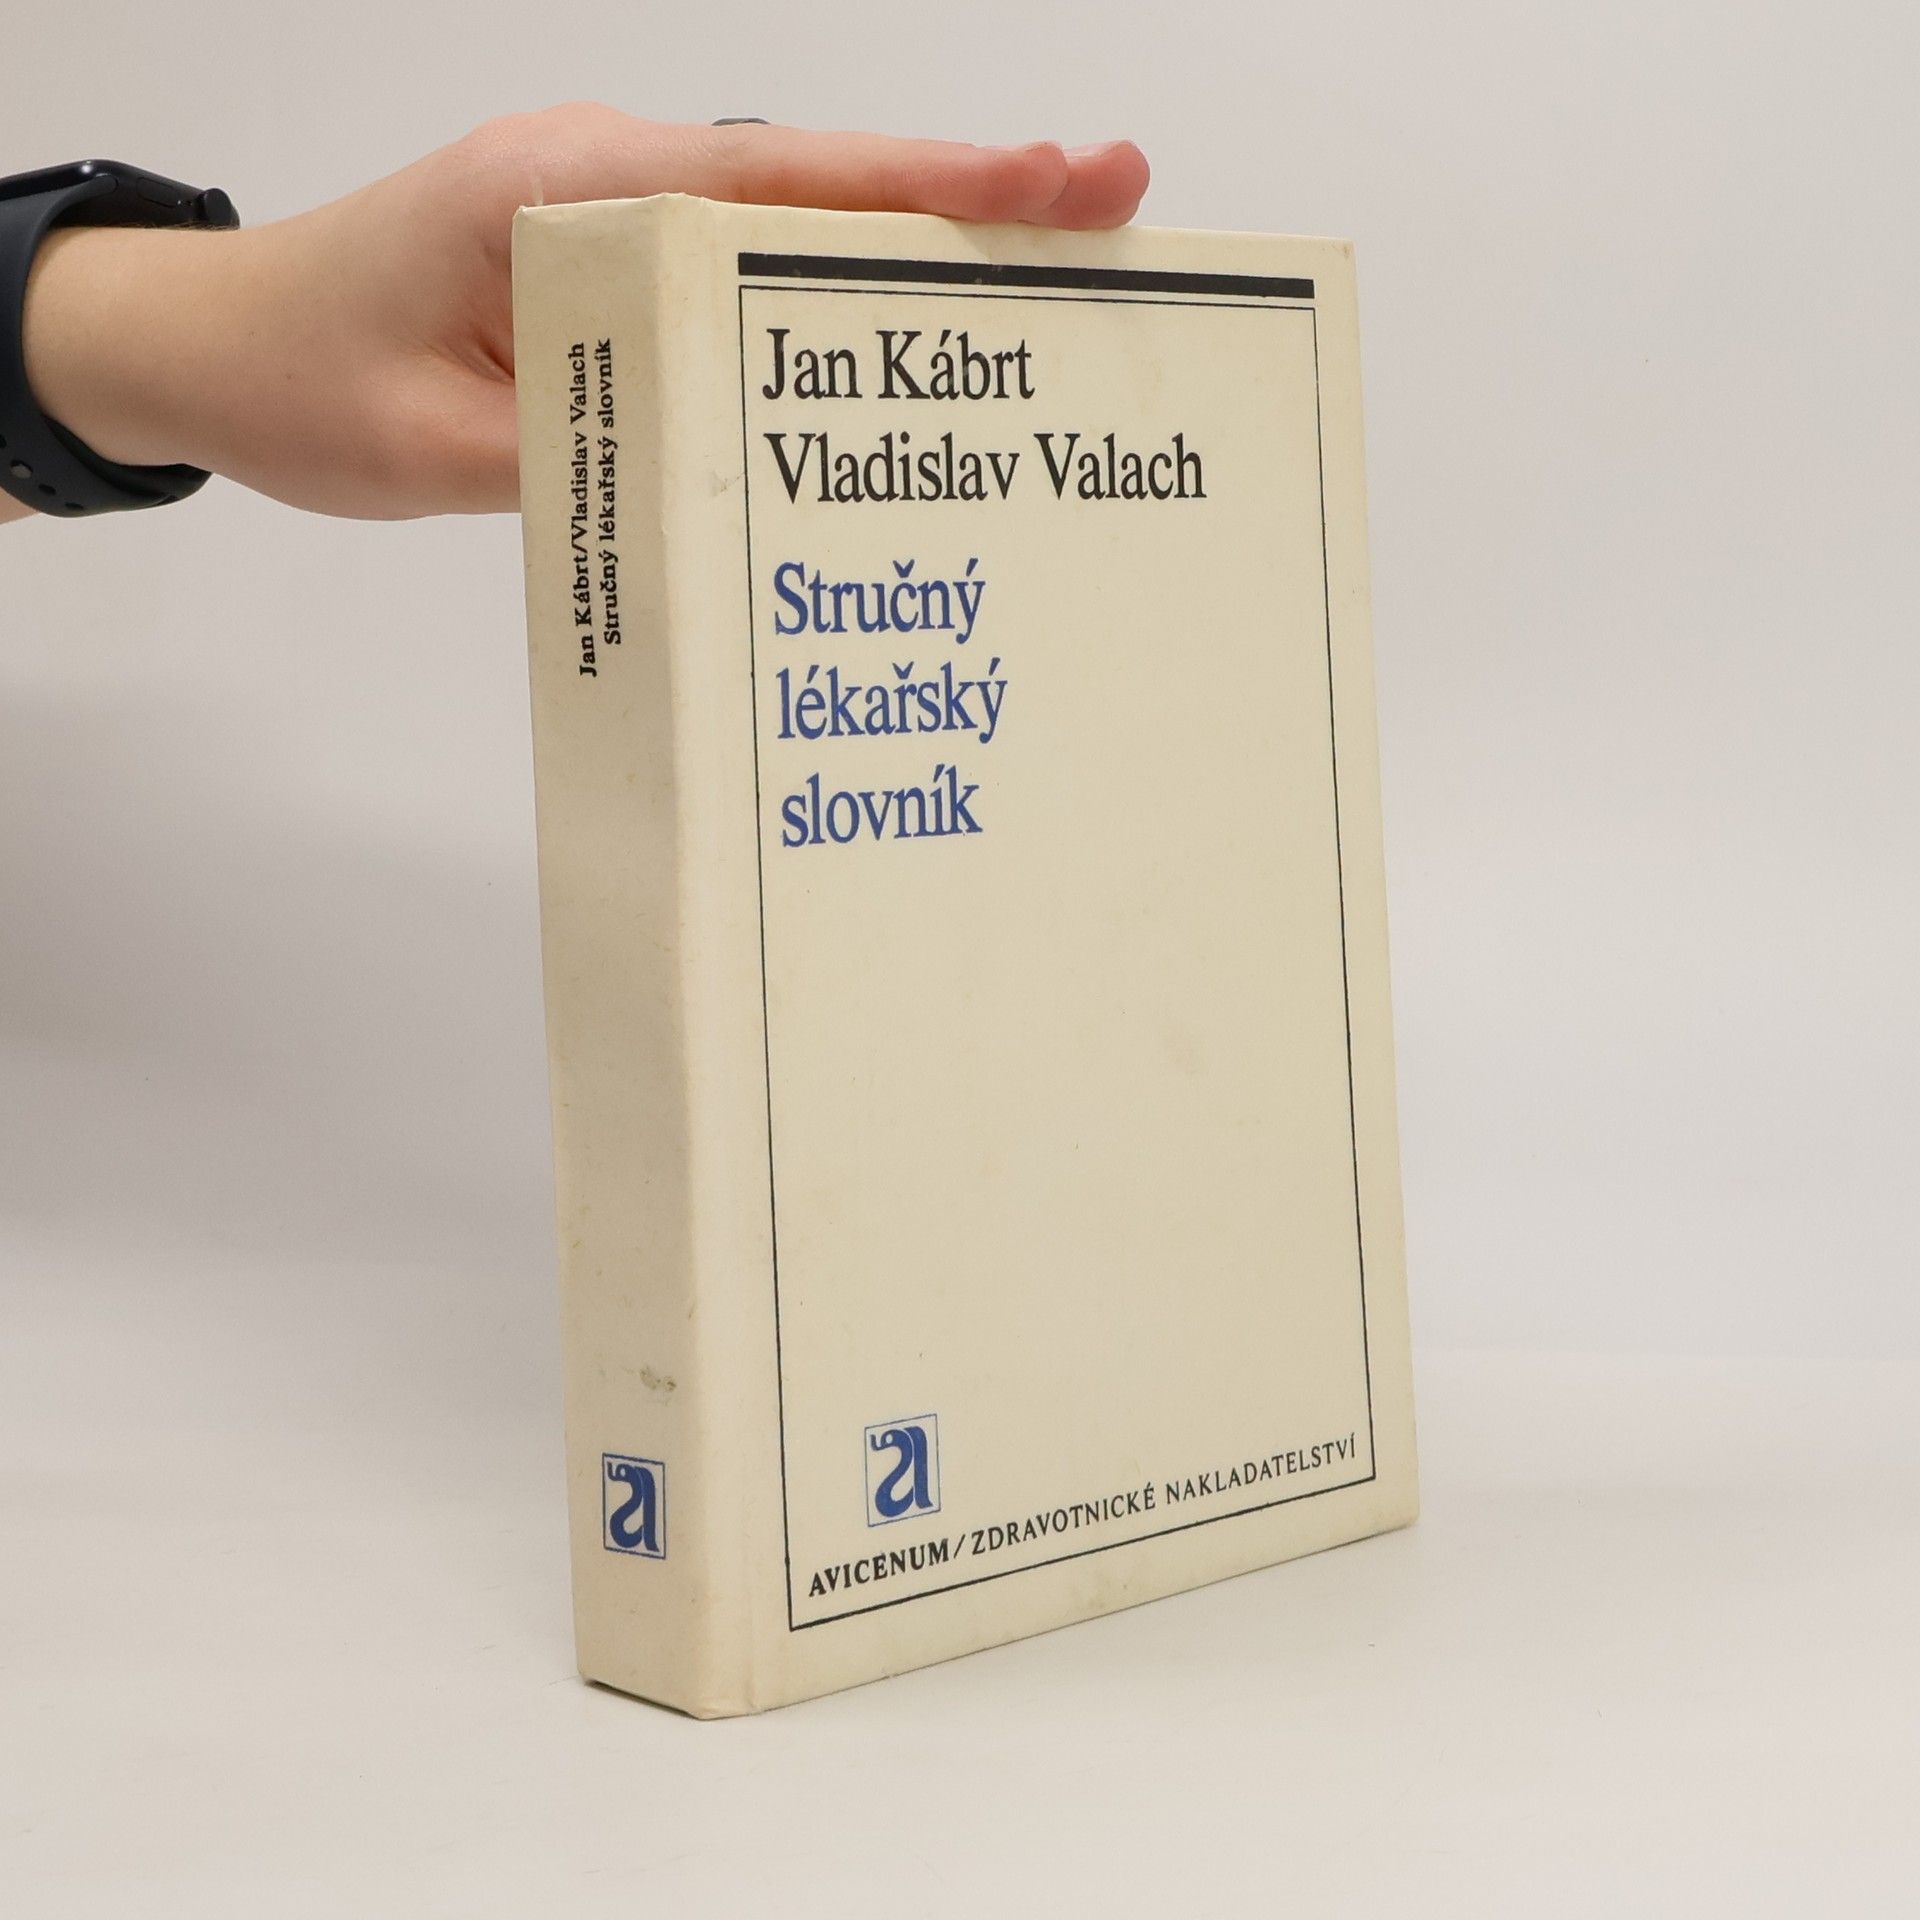 Jan Kábrt/Vladislav Valach
Stručný lékařský slovník
Jan Kábrt
Vladislav Valach
Stručný
lékařský
slovník
AVICENUM/ZDRAVOTNICKÉ NAKLADATELSTVÍ